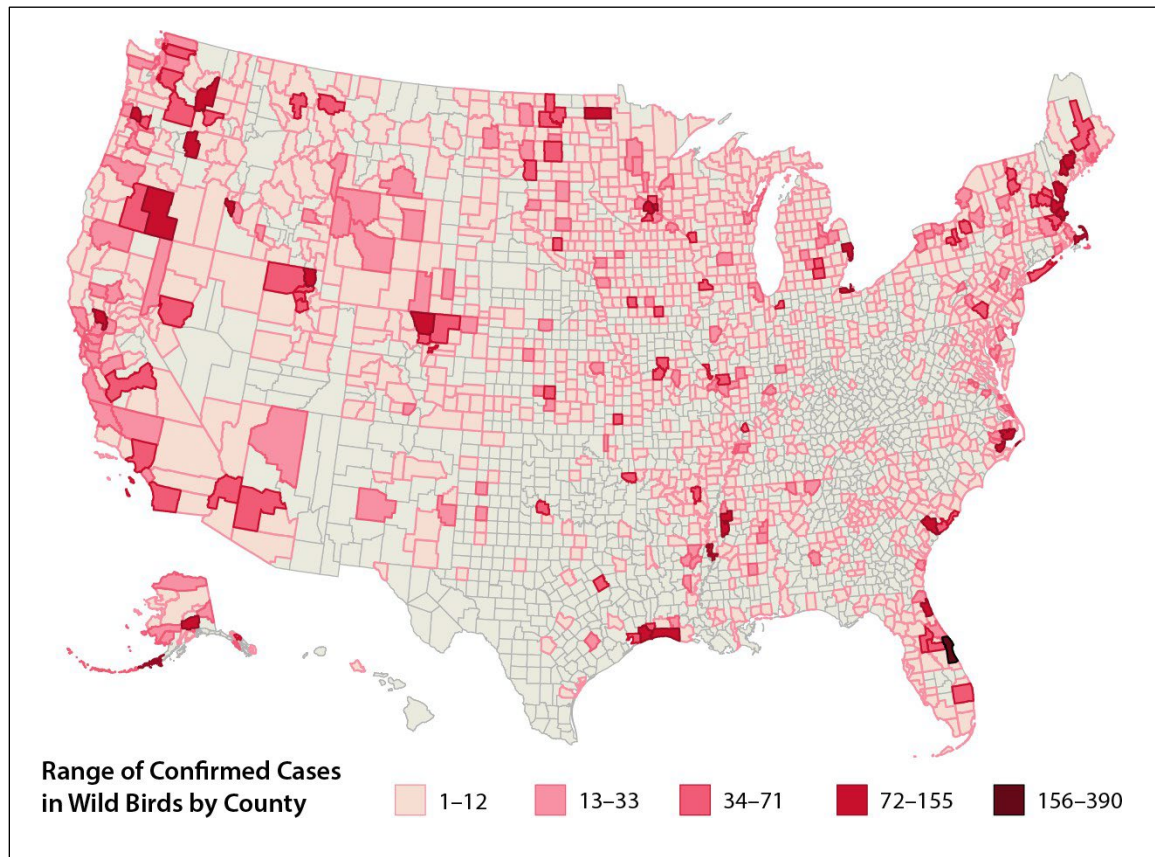 Range of Confirmed Cases
in Wild Birds by County
1–12
13–33
34–71
72–155
156–390